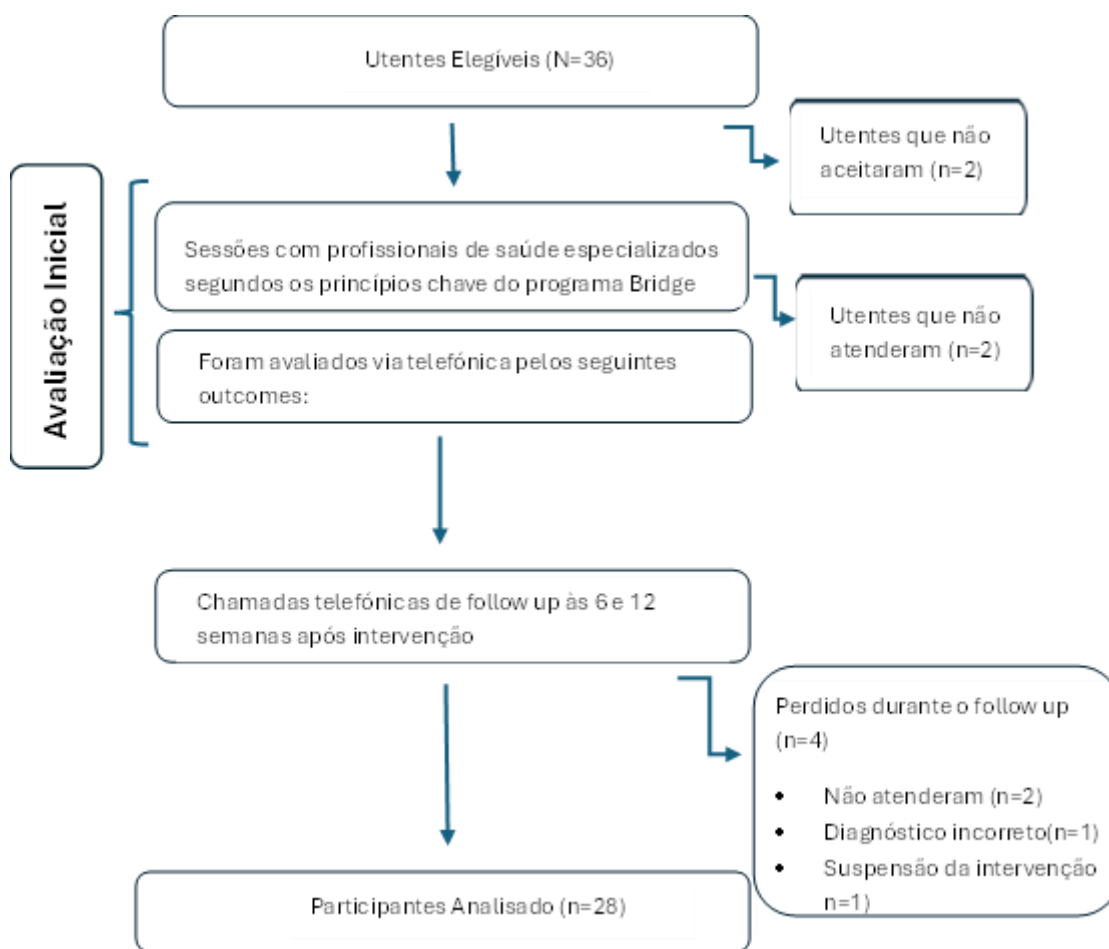 Utentes Elegíveis (N=36)
Utentes que não
aceitaram (n=2)
Avaliação Inicial
Sessões com profissionais de saúde especializados
segundos os princípios chave do programa Bridge
Utentes que não
atenderam (n=2)
Foram avaliados via telefónica pelos seguintes
outcomes:
Chamadas telefónicas de follow up às 6 e 12
semanas após intervenção
Perdidos durante o follow up
(n=4)
• Não atenderam (n=2)
• Diagnóstico incorreto(n=1)
• Suspensão da intervenção
n=1)
Participantes Analisado (n=28)